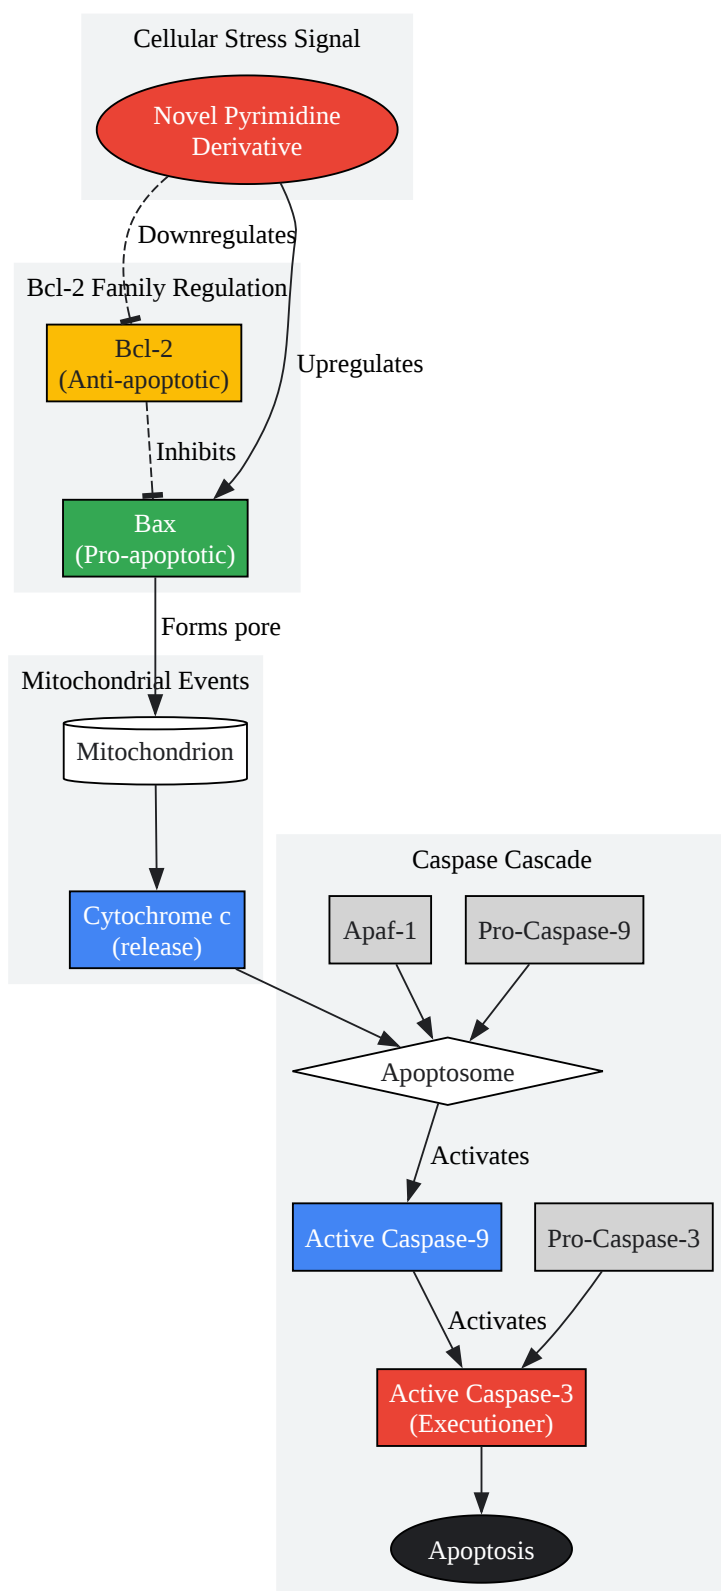 Cellular Stress Signal
Novel Pyrimidine
Derivative
Downregulates
Bcl-2 Family Regulation
Bcl-2
(Anti-apoptotic)
Upregulates
Inhibits
Bax
(Pro-apoptotic)
Forms pore
Mitochondrial Events
Mitochondrion
Caspase Cascade
Cytochrome c
(release)
Apaf-1
Pro-Caspase-9
Apoptosome
Activates
Active Caspase-9
Pro-Caspase-3
Activates
Active Caspase-3
(Executioner)
Apoptosis